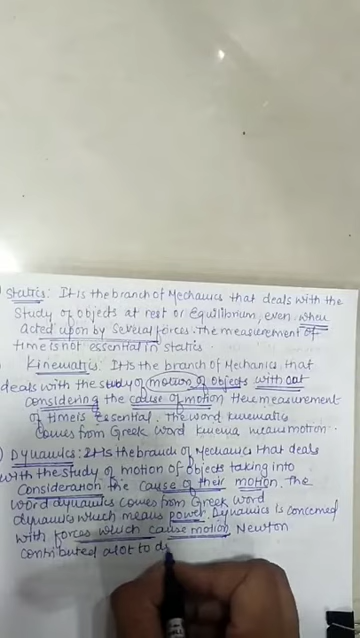 Statics: It is the branch of Mechanics that deals with the
study of objects at rest or Equilibrium, even when
acted upon by several forces. The measurement of
time is not essential in statics.
Kinematics: It is the branch of Mechanics, that
deals with the study of motion of objects with out
considering the cause of motion Here measurement
of time is Essential. The word kinematics
comes from Greek word kinema means motion.
Dynamics: It is the branch of Mechanics that deals
with the study of motion of objects taking into
Consideration the cause of their motion. The
word dynamics comes from Greek word
dynamics which means power. Dynamics is concerned
with forces which cause motion Newton
contributed alot to d